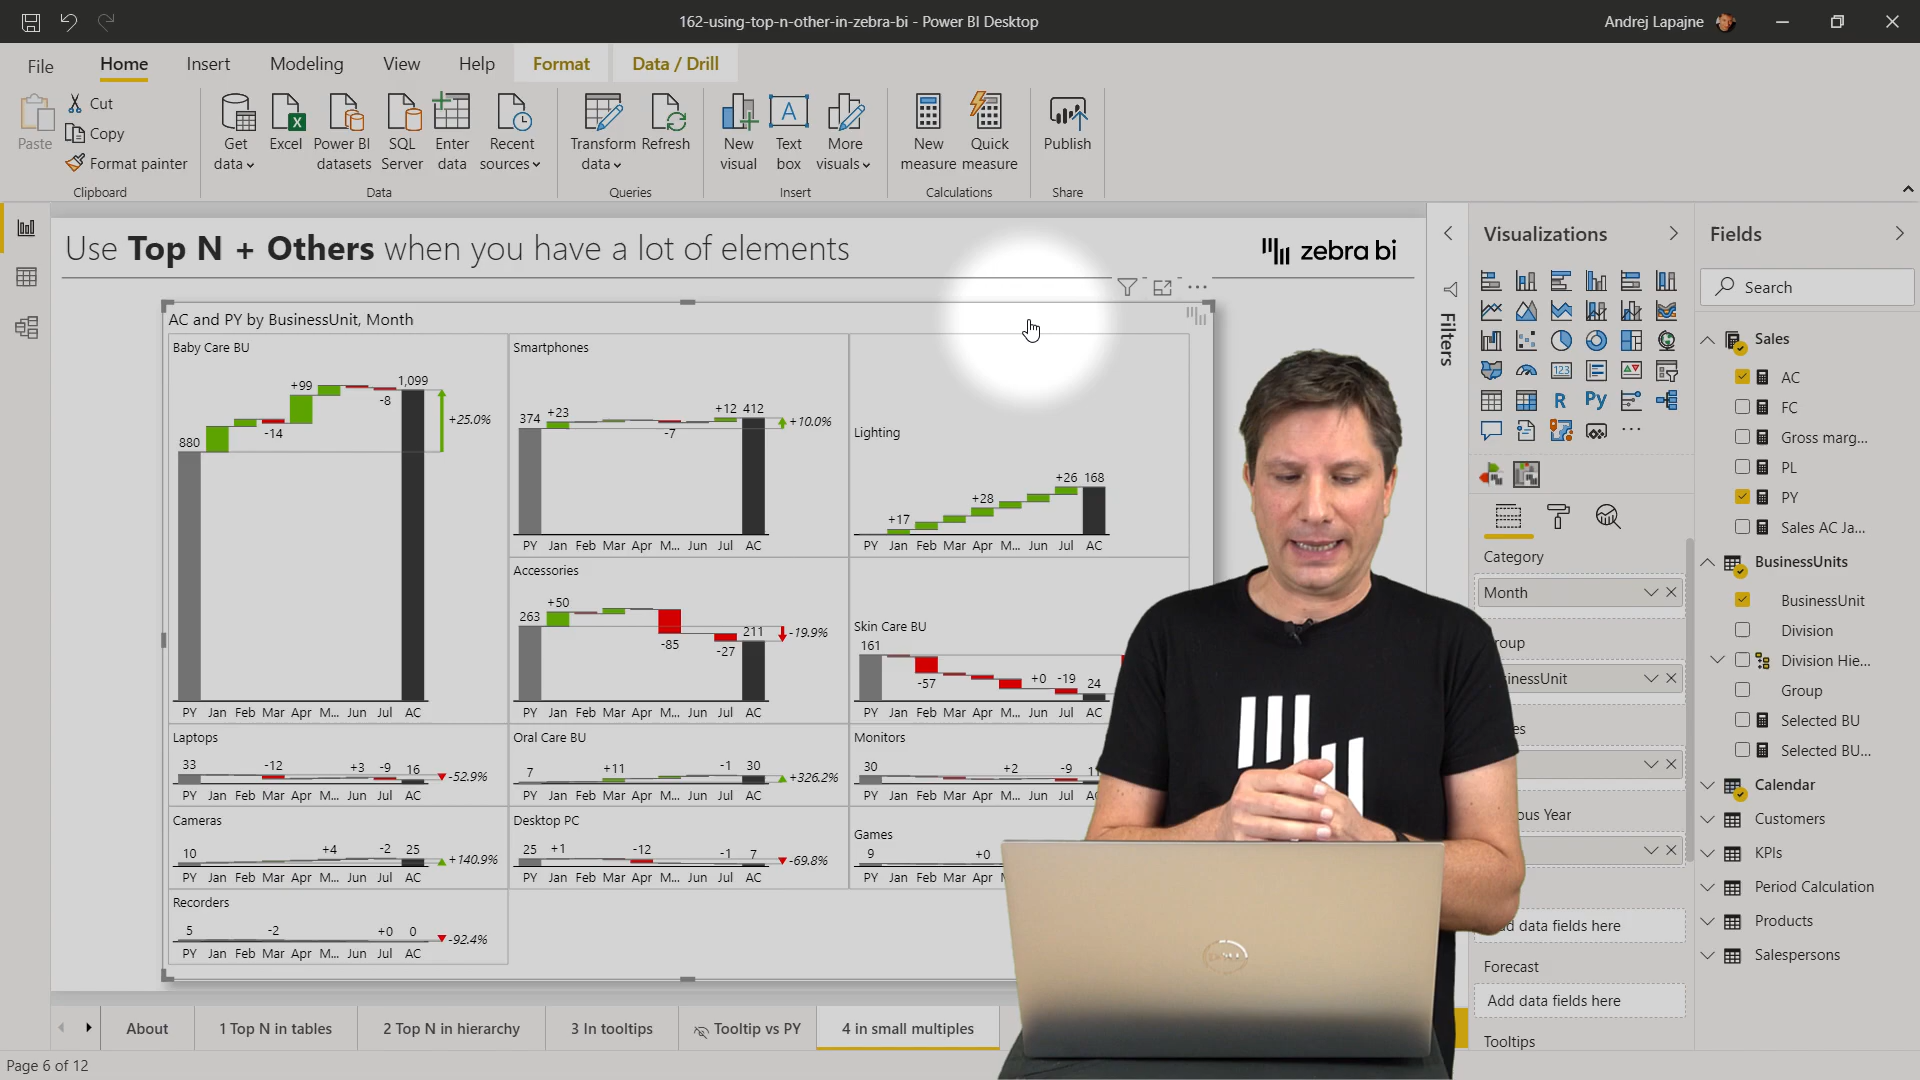 162-using-top-n-other-in-zebra-bi - Power BI Desktop
Andrej Lapajne
File Home Insert Modeling View Help Format Data / Drill
Paste
Cut
Copy
Format painter
Clipboard
Get data
Excel
Power BI datasets
SQL Server
Enter data
Recent sources
Data
Transform data
Refresh
Queries
New visual
Text box
More visuals
Insert
New measure
Quick measure
Calculations
Publish
Share
Use Top N + Others when you have a lot of elements
zebra bi
AC and PY by BusinessUnit, Month
Baby Care BU
+99 1,099
-8
+25.0%
880 -14
PY Jan Feb Mar Apr M... Jun Jul AC
Smartphones
374 +23 +12 412
-7
+10.0%
PY Jan Feb Mar Apr M... Jun Jul AC
Lighting
+17 +28 +26 168
PY Jan Feb Mar Apr M... Jun Jul AC
Accessories
263 +50 211
-85 -27
-19.9%
PY Jan Feb Mar Apr M... Jun Jul AC
Skin Care BU
161
-57 +0 -19 24
PY Jan Feb Mar Apr M... Jun Jul AC
Laptops
33 -12 +3 -9 16
-52.9%
PY Jan Feb Mar Apr M... Jun Jul AC
Oral Care BU
7 +11 -1 30
+326.2%
PY Jan Feb Mar Apr M... Jun Jul AC
Monitors
30 +2 -9
PY Jan Feb Mar Apr M... Jun Jul
Cameras
10 +4 -2 25
+140.9%
PY Jan Feb Mar Apr M... Jun Jul AC
Desktop PC
25 +1 -12 -1 7
-69.8%
PY Jan Feb Mar Apr M... Jun Jul AC
Games
9 +0
PY Jan Feb Mar Apr
Recorders
5 -2 +0 0
-92.4%
PY Jan Feb Mar Apr M... Jun Jul AC
Filters
Visualizations
R Py
123
Category
Month
Forecast
Add data fields here
Tooltips
Fields
Search
Sales
AC
FC
Gross marg...
PL
PY
Sales AC Ja...
BusinessUnits
BusinessUnit
Division
Division Hie...
Group
Selected BU
Selected BU...
Calendar
Customers
KPIs
Period Calculation
Products
Salespersons
DELL
About
1 Top N in tables
2 Top N in hierarchy
3 In tooltips
Tooltip vs PY
4 in small multiples
Page 6 of 12